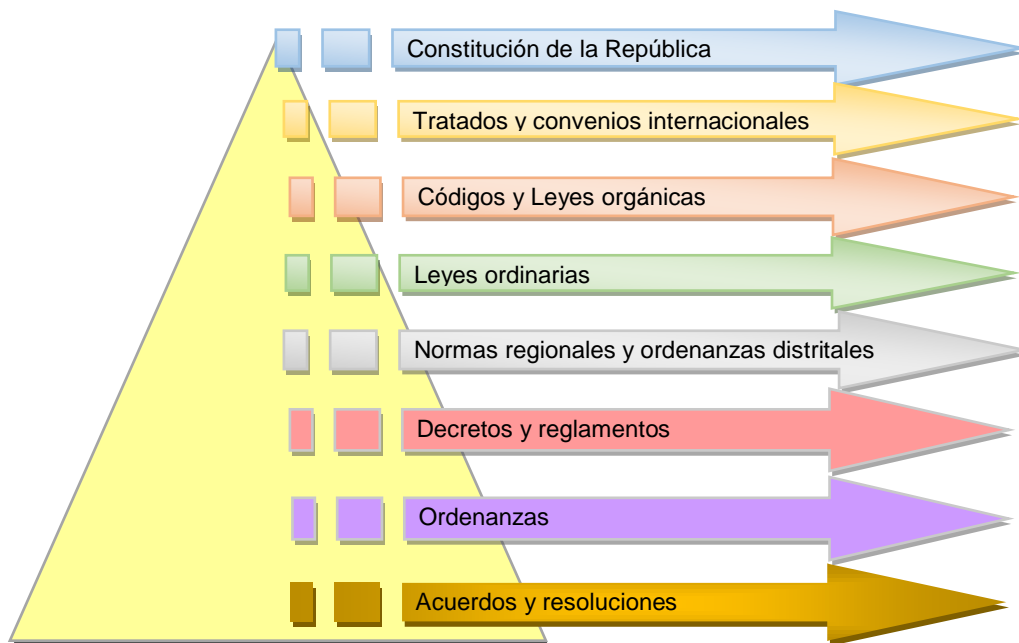 Constitución de la República
Tratados y convenios internacionales
Códigos y Leyes orgánicas
Leyes ordinarias
Normas regionales y ordenanzas distritales
Decretos y reglamentos
Ordenanzas
Acuerdos y resoluciones